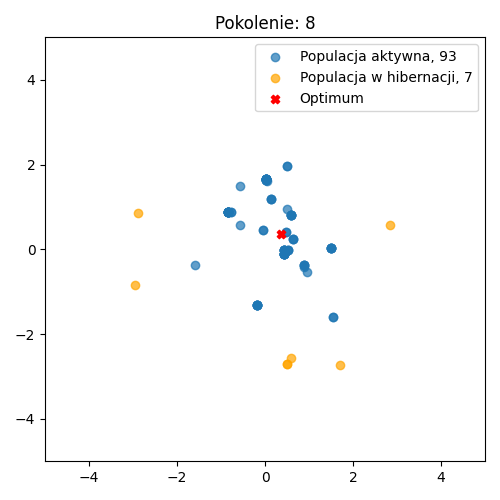 Pokolenie: 8
Populacja aktywna, 93
Populacja w hibernacji, 7
Optimum
4
2
0
−2
−4
−4 −2 0 2 4